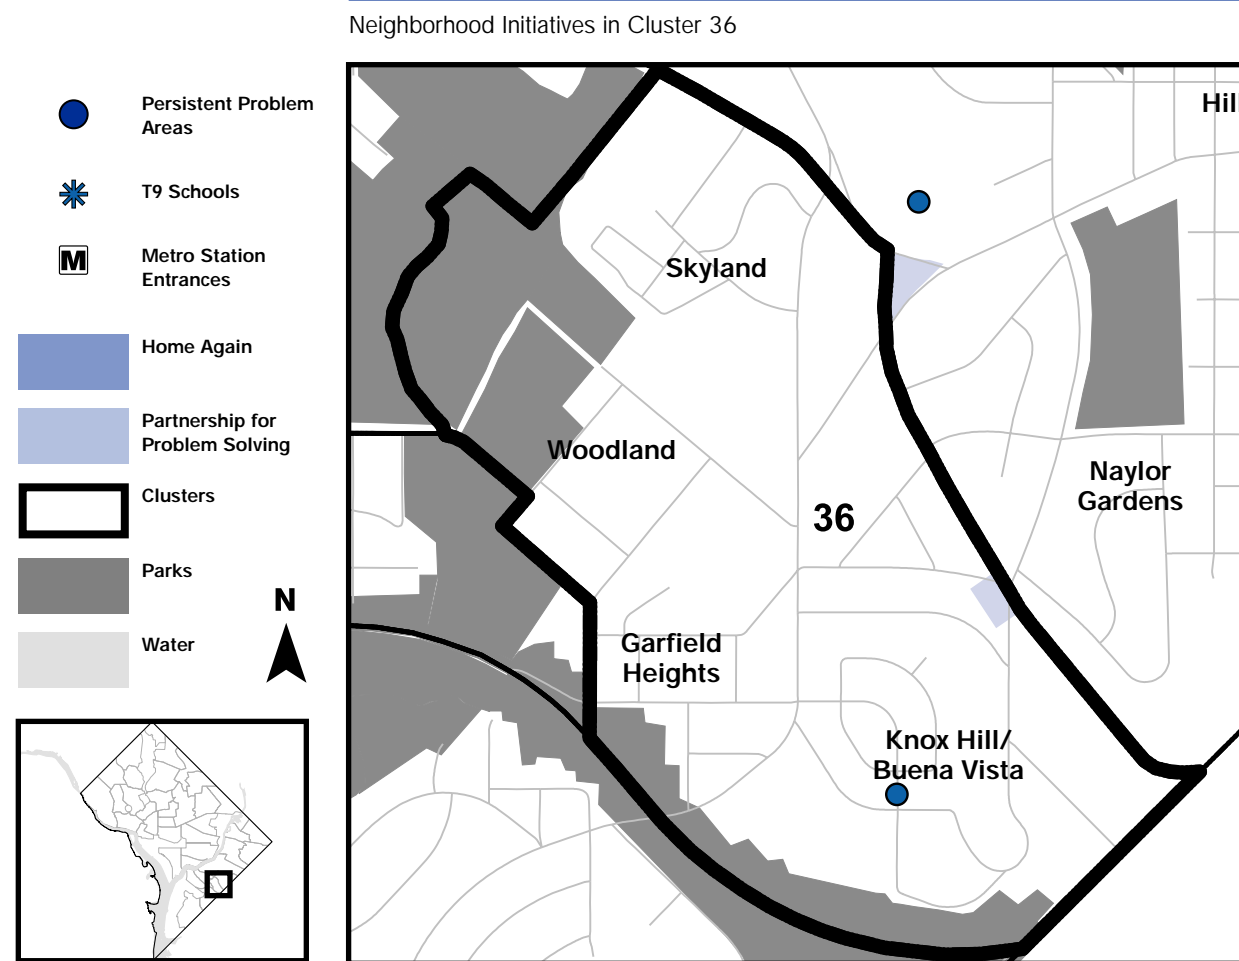 Neighborhood Initiatives in Cluster 36
Persistent Problem
Areas
T9 Schools
M
Metro Station
Entrances
Home Again
Partnership for
Problem Solving
Clusters
Parks
Water
N
Hil
Skyland
Woodland
36
Naylor
Gardens
Garfield
Heights
Knox Hill/
Buena Vista